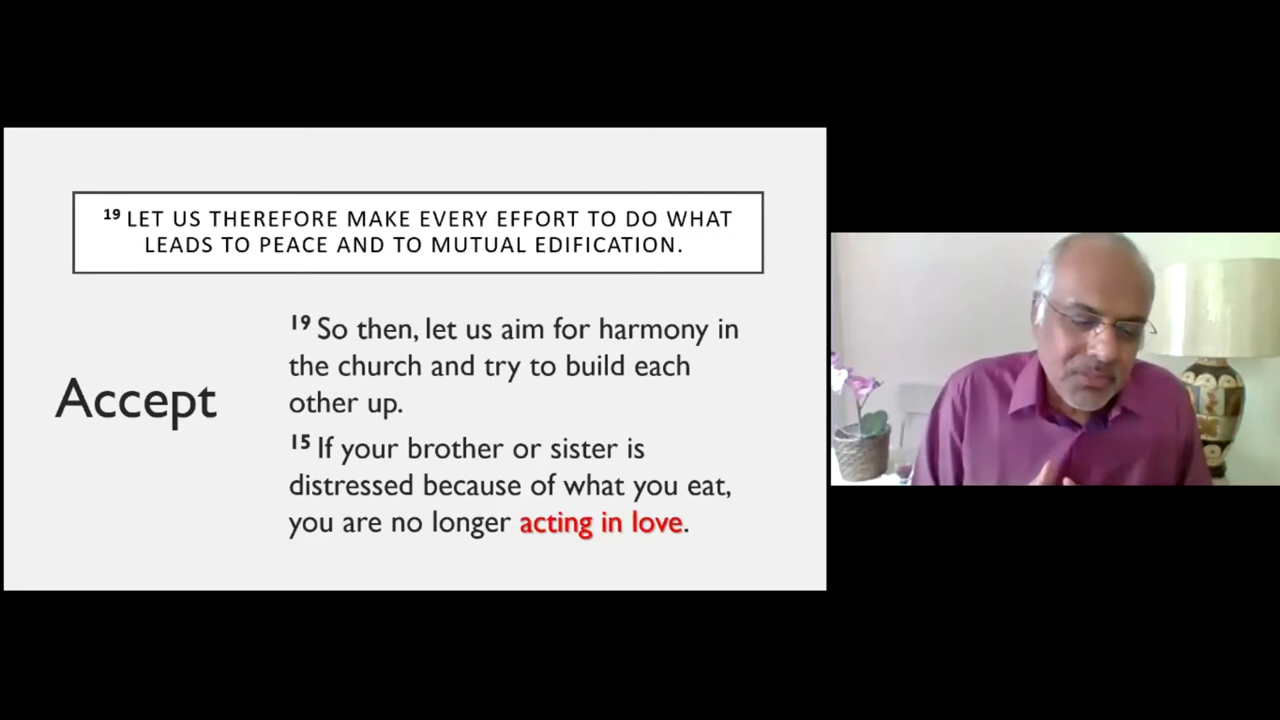 19 LET US THEREFORE MAKE EVERY EFFORT TO DO WHAT
LEADS TO PEACE AND TO MUTUAL EDIFICATION.
Accept
19 So then, let us aim for harmony in
the church and try to build each
other up.
15 If your brother or sister is
distressed because of what you eat,
you are no longer acting in love.